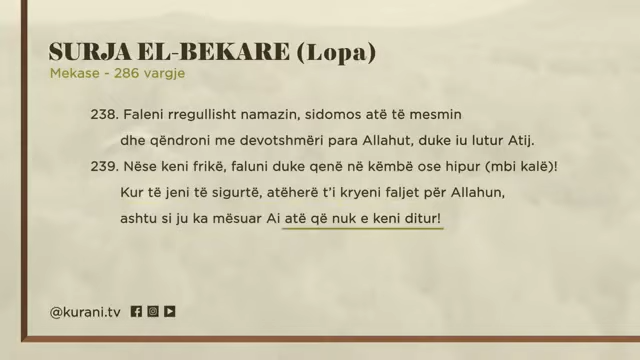 SURJA EL-BEKARE (Lopa)
Mekase - 286 vargje
238. Faleni rregullisht namazin, sidomos atë të mesmin
dhe qëndroni me devotshmëri para Allahut, duke iu lutur Atij.
239. Nëse keni frikë, faluni duke qenë në këmbë ose hipur (mbi kalë)!
Kur të jeni të sigurtë, atëherë t’i kryeni faljet për Allahun,
ashtu si ju ka mësuar Ai atë që nuk e keni ditur!
@kurani.tv